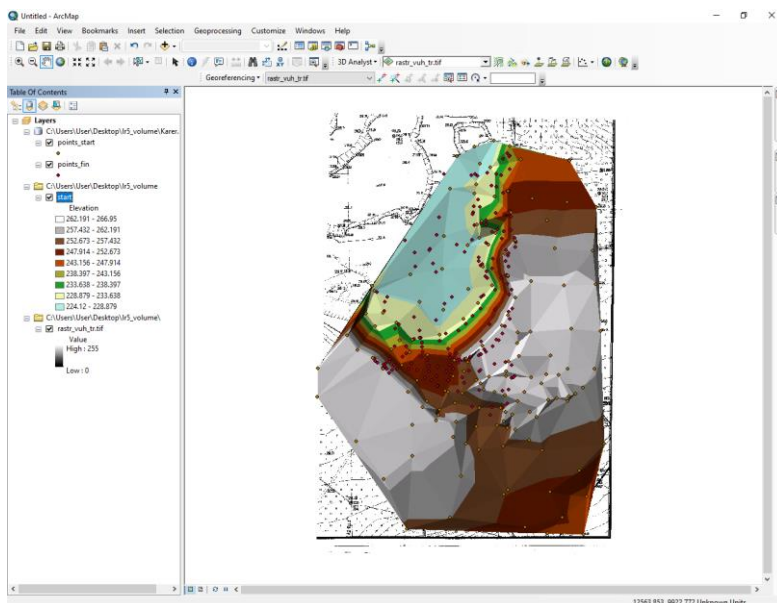 Untitled - ArcMap
File Edit View Bookmarks Insert Selection Geoprocessing Customize Windows Help
3D Analyst rastr_vuh_tr.tif
Georeferencing rastr_vuh_tr.tif
Table Of Contents
Layers
C:\Users\User\Desktop\lr5_volume\Karer.
points_start
points_fin
C:\Users\User\Desktop\lr5_volume
start
Elevation
262.191 - 266.95
257.432 - 262.191
252.673 - 257.432
247.914 - 252.673
243.156 - 247.914
238.397 - 243.156
233.638 - 238.397
228.879 - 233.638
224.12 - 228.879
C:\Users\User\Desktop\lr5_volume\
rastr_vuh_tr.tif
Value
High : 255
Low : 0
12563,853 9922,772 Unknown Units